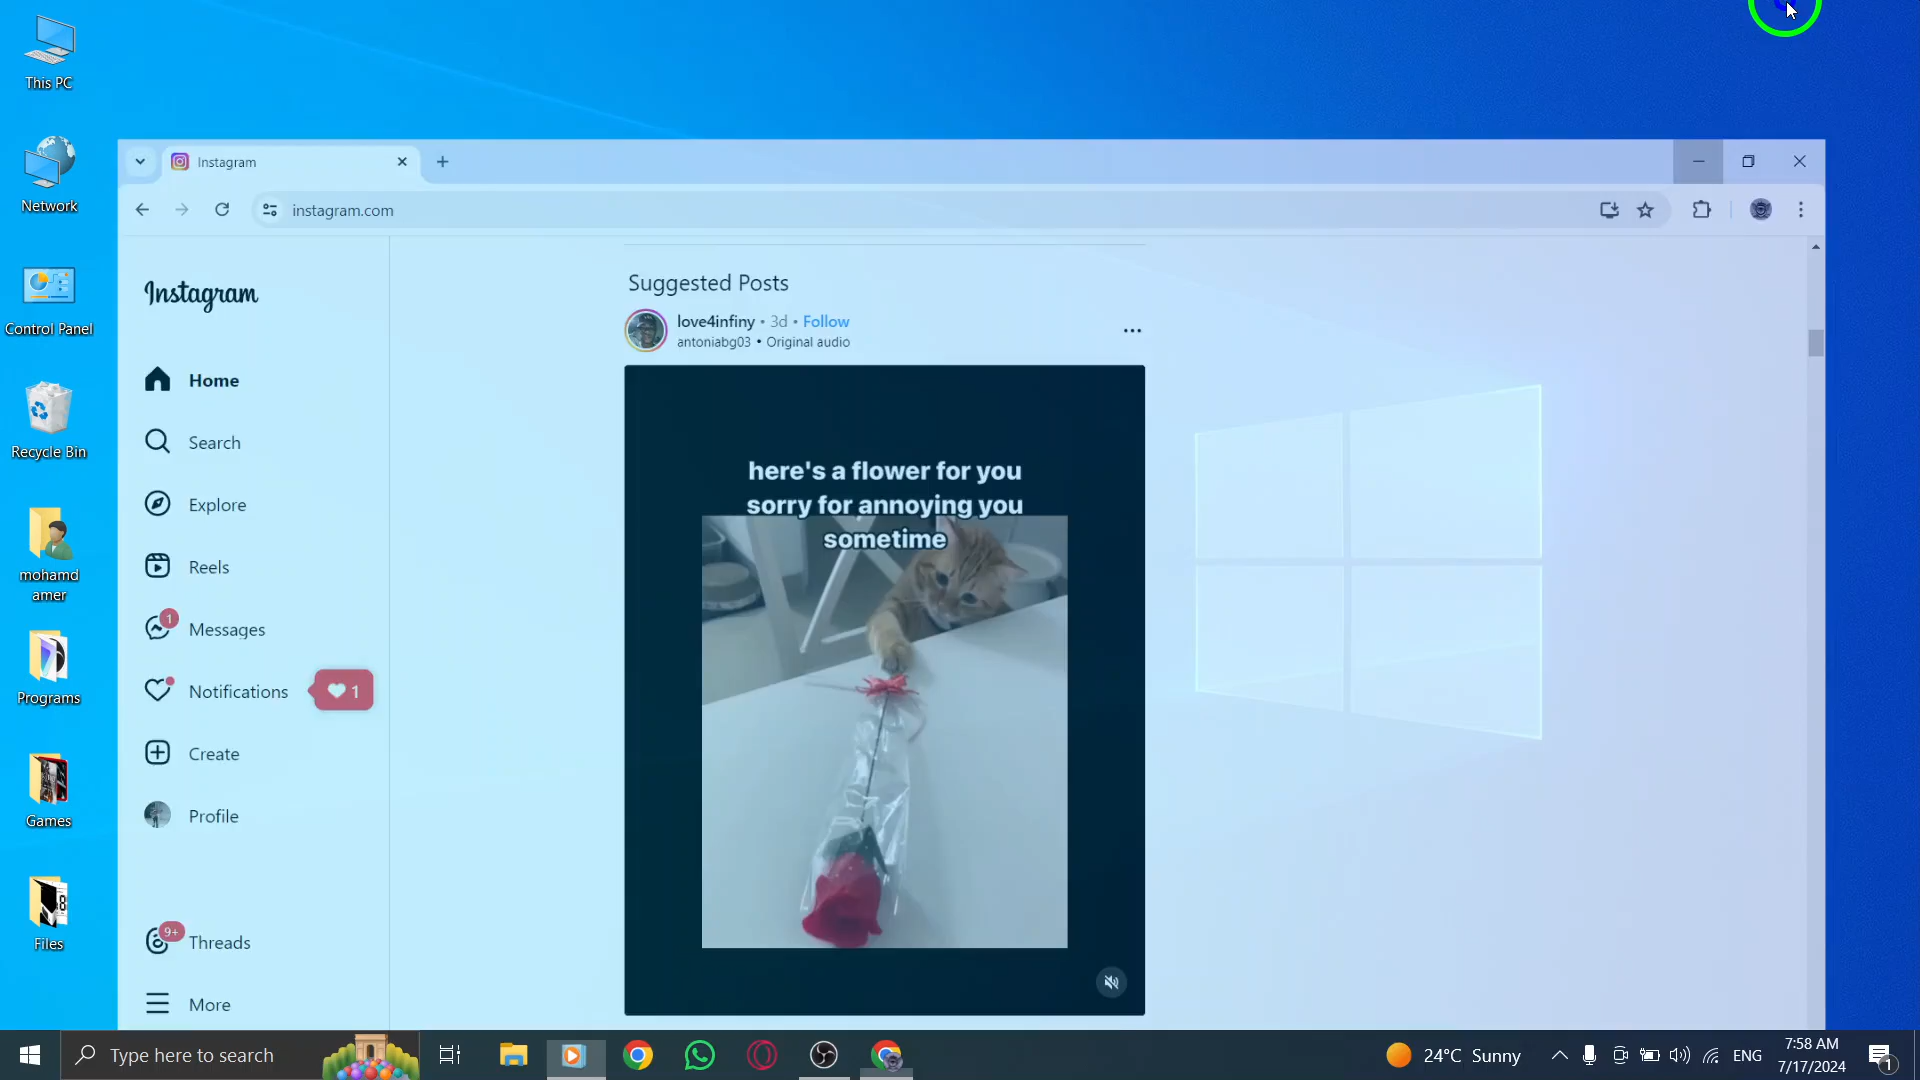 This PC
Network
Control Panel
Recycle Bin
mohamd
amer
Programs
Games
Files
Instagram
instagram.com
Instagram
Home
Search
Explore
Reels
1
Messages
Notifications
1
Create
Profile
9+
Threads
More
Suggested Posts
love4infiny • 3d • Follow
antoniabg03 • Original audio
here's a flower for you
sorry for annoying you
sometime
Type here to search
24°C Sunny
ENG
7:58 AM
7/17/2024
1